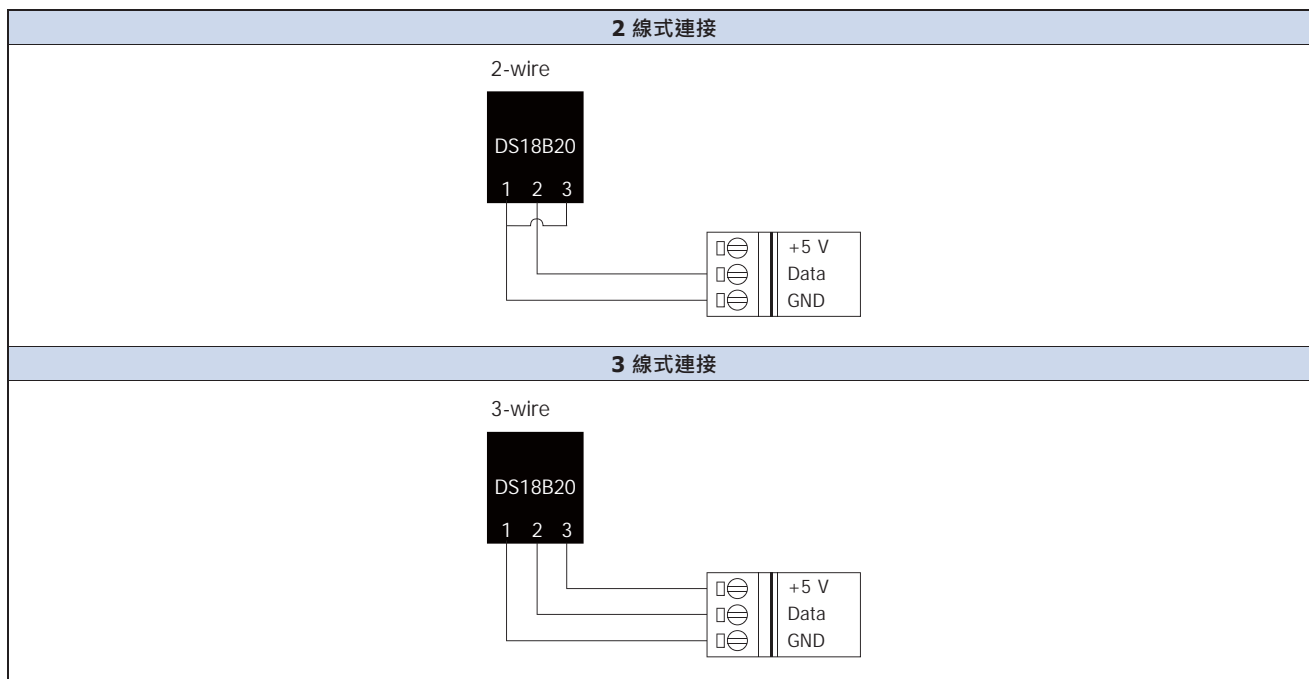 2 線式連接
2-wire
DS18B20
1 2 3
+5 V
Data
GND
3 線式連接
3-wire
DS18B20
1 2 3
+5 V
Data
GND